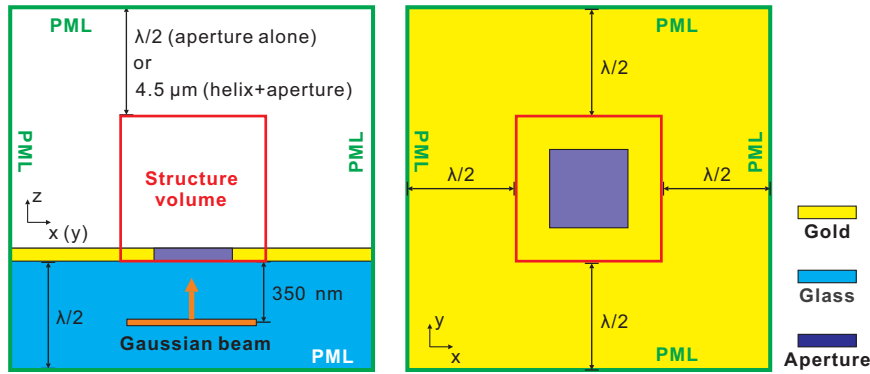 PML
λ/2 (aperture alone)
or
4.5 µm (helix+aperture)
PML
PML
Structure
volume
z
x (y)
λ/2
350 nm
Gaussian beam
PML
PML
λ/2
PML
PML
λ/2
λ/2
λ/2
y
x
PML
Gold
Glass
Aperture